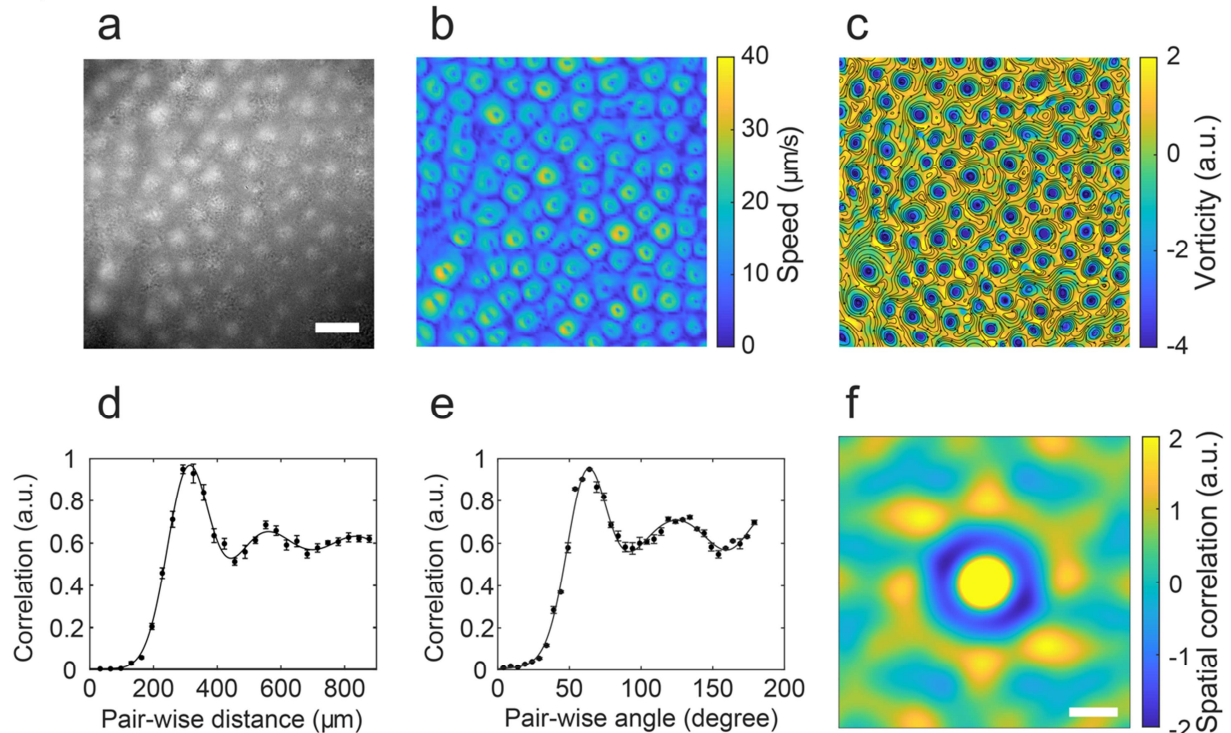 a
b
c
40
30
20
10
0
Speed (µm/s)
2
0
-2
-4
Vorticity (a.u.)
d
e
f
1
0.8
0.6
0.4
0.2
0
Correlation (a.u.)
0 200 400 600 800
Pair-wise distance (µm)
1
0.8
0.6
0.4
0.2
0
Correlation (a.u.)
0 50 100 150 200
Pair-wise angle (degree)
2
1
0
-1
-2
Spatial correlation (a.u.)